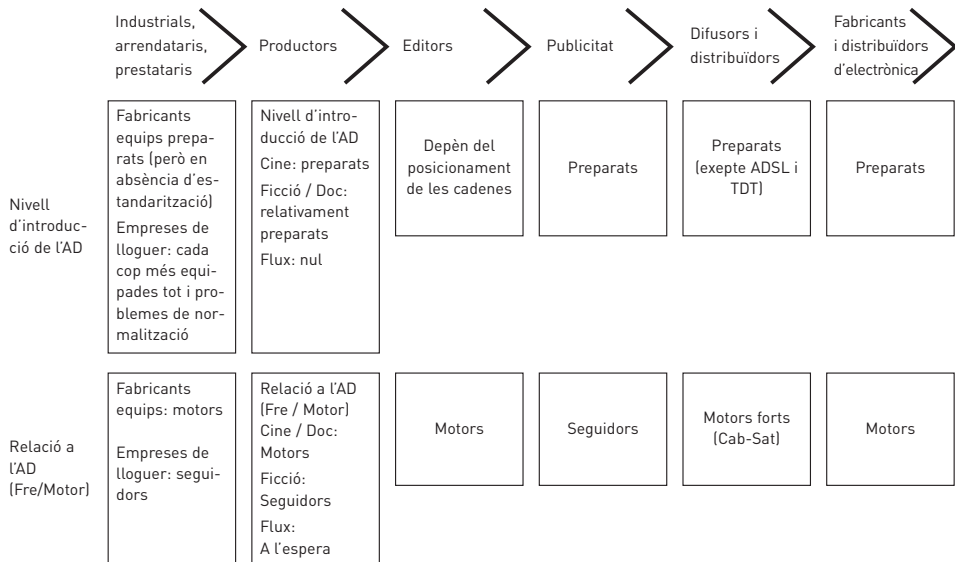 Industrials,
arrendataris,
prestataris
Productors
Editors
Publicitat
Difusors i
distribuïdors
Fabricants
i distribuïdors
d'electrònica
Nivell
d'introduc-
ció de l'AD
Fabricants
equips prepa-
rats (però en
absència d'es-
tandarització)
Empreses de
lloguer: cada
cop més equi-
pades tot i pro-
blemes de nor-
malització
Nivell d'intro-
ducció de l'AD
Cine: preparats
Ficció / Doc:
relativament
preparats
Flux: nul
Depèn del
posicionament
de les cadenes
Preparats
Preparats
(exepte ADSL i
TDT)
Preparats
Relació a
l'AD
(Fre/Motor)
Fabricants
equips: motors
Empreses de
lloguer: segui-
dors
Relació a l'AD
(Fre / Motor)
Cine / Doc:
Motors
Ficció:
Seguidors
Flux:
A l'espera
Motors
Seguidors
Motors forts
(Cab-Sat)
Motors